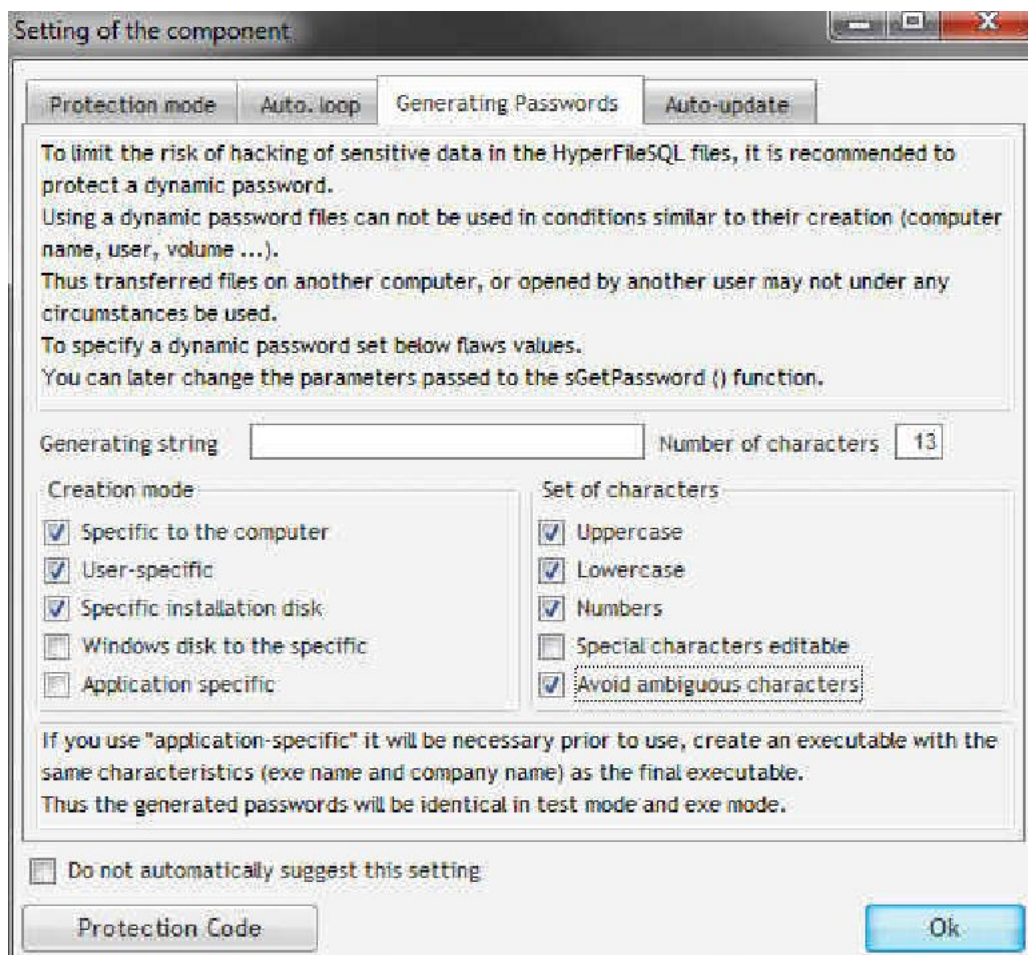 Setting of the component
Protection mode
Auto. loop
Generating Passwords
Auto-update
To limit the risk of hacking of sensitive data in the HyperFileSQL files, it is recommended to
protect a dynamic password.
Using a dynamic password files can not be used in conditions similar to their creation (computer
name, user, volume ...).
Thus transferred files on another computer, or opened by another user may not under any
circumstances be used.
To specify a dynamic password set below flaws values.
You can later change the parameters passed to the sGetPassword () function.
Generating string
Number of characters 13
Creation mode
Specific to the computer
User-specific
Specific installation disk
Windows disk to the specific
Application specific
Set of characters
Uppercase
Lowercase
Numbers
Special characters editable
Avoid ambiguous characters
If you use "application-specific" it will be necessary prior to use, create an executable with the
same characteristics (exe name and company name) as the final executable.
Thus the generated passwords will be identical in test mode and exe mode.
Do not automatically suggest this setting
Protection Code
Ok